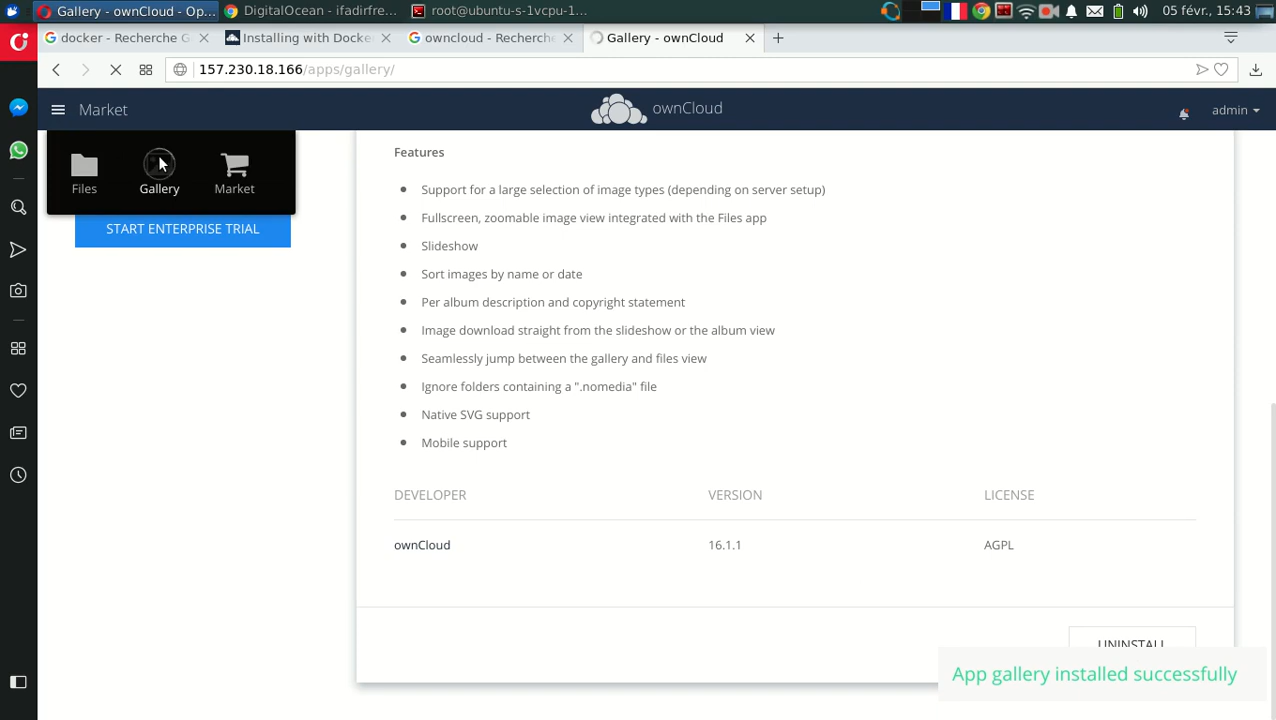 Gallery - ownCloud - Op...
DigitalOcean - ifadirfre...
root@ubuntu-s-1vcpu-1...
05 févr., 15:43
docker - Recherche G
Installing with Docke
owncloud - Recherche
Gallery - ownCloud
157.230.18.166/apps/gallery/
Market
ownCloud
admin
Files
Gallery
Market
START ENTERPRISE TRIAL
Features
Support for a large selection of image types (depending on server setup)
Fullscreen, zoomable image view integrated with the Files app
Slideshow
Sort images by name or date
Per album description and copyright statement
Image download straight from the slideshow or the album view
Seamlessly jump between the gallery and files view
Ignore folders containing a ".nomedia" file
Native SVG support
Mobile support
DEVELOPER VERSION LICENSE
ownCloud 16.1.1 AGPL
UNINSTALL
App gallery installed successfully